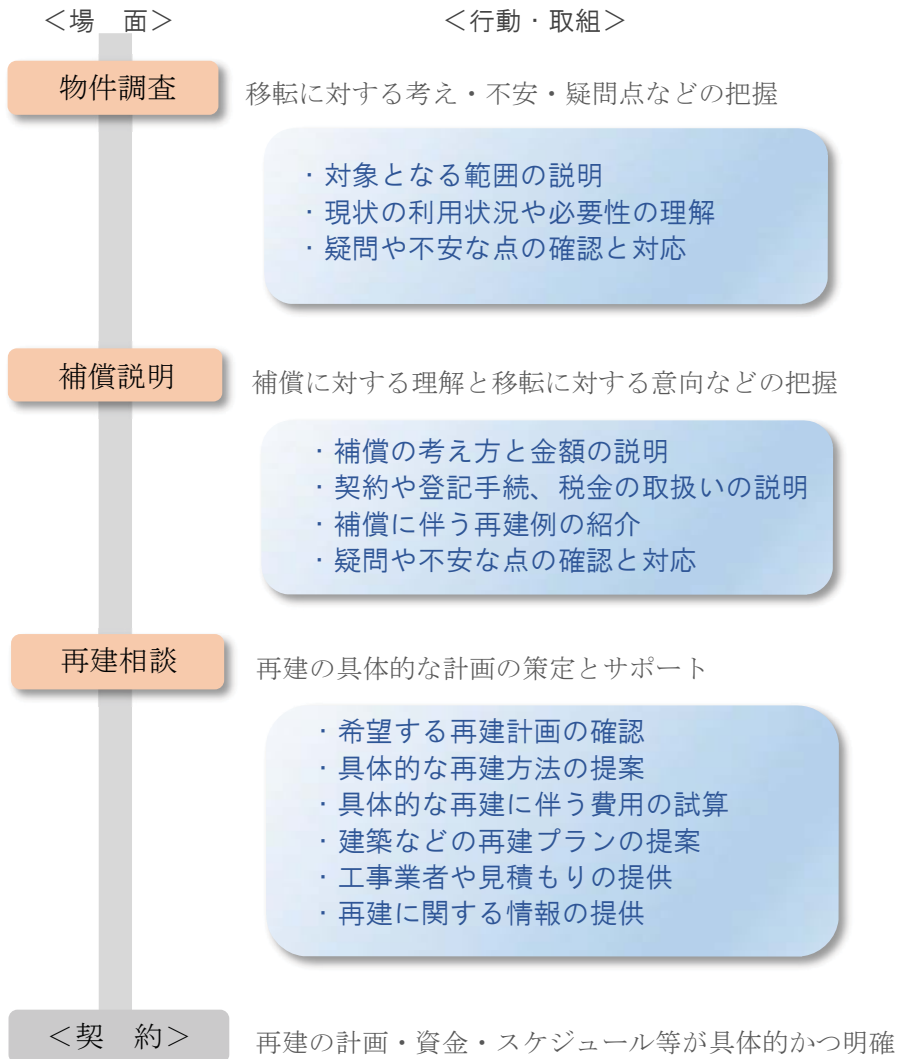 ＜場　面＞　＜行動・取組＞
物件調査　移転に対する考え・不安・疑問点などの把握
・対象となる範囲の説明
・現状の利用状況や必要性の理解
・疑問や不安な点の確認と対応
補償説明　補償に対する理解と移転に対する意向などの把握
・補償の考え方と金額の説明
・契約や登記手続、税金の取扱いの説明
・補償に伴う再建例の紹介
・疑問や不安な点の確認と対応
再建相談　再建の具体的な計画の策定とサポート
・希望する再建計画の確認
・具体的な再建方法の提案
・具体的な再建に伴う費用の試算
・建築などの再建プランの提案
・工事業者や見積もりの提供
・再建に関する情報の提供
＜契　約＞　再建の計画・資金・スケジュール等が具体的かつ明確